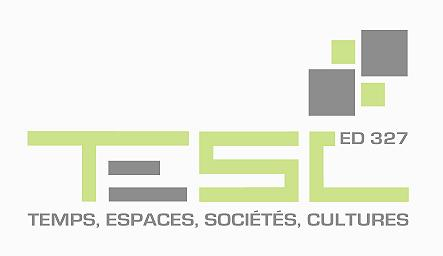 ED 327
TESC
TEMPS, ESPACES, SOCIÉTÉS, CULTURES